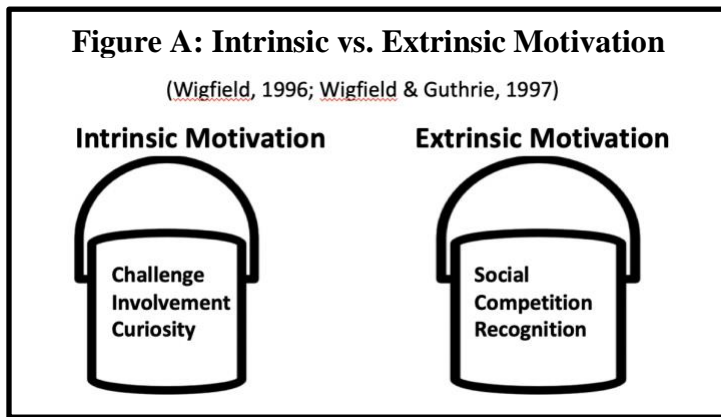 Figure A: Intrinsic vs. Extrinsic Motivation
(Wigfield, 1996; Wigfield & Guthrie, 1997)
Intrinsic Motivation
Challenge
Involvement
Curiosity
Extrinsic Motivation
Social
Competition
Recognition